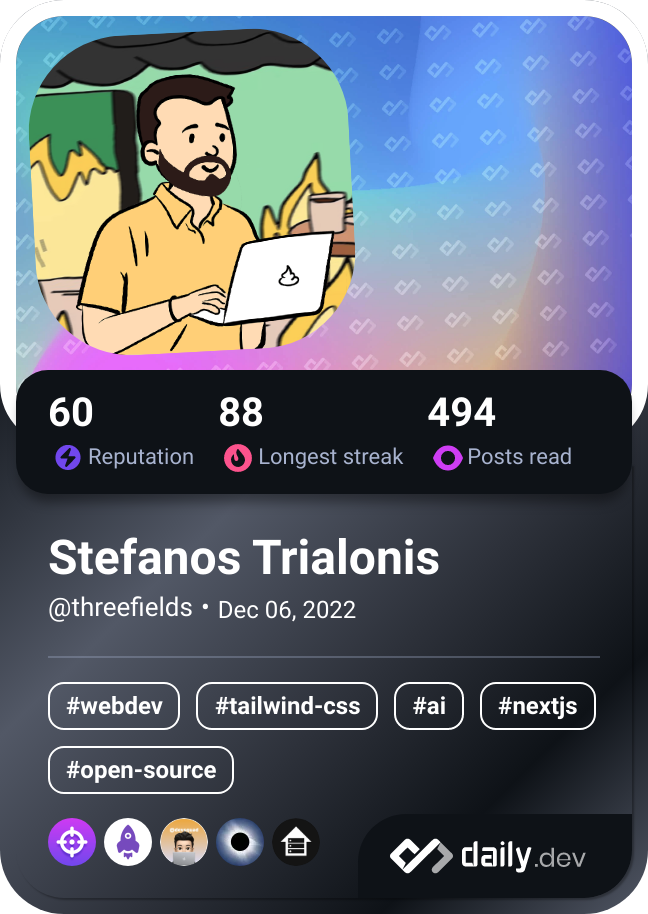 60 88 494
Reputation Longest streak Posts read
Stefanos Trialonis
@threefields • Dec 06, 2022
#webdev #tailwind-css #ai #nextjs
#open-source
daily.dev